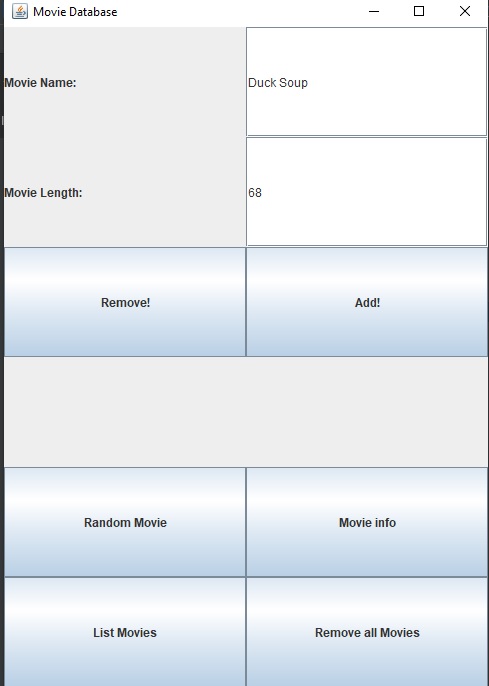 Movie Database
Movie Name:
Duck Soup
Movie Length:
68
Remove!
Add!
Random Movie
Movie info
List Movies
Remove all Movies